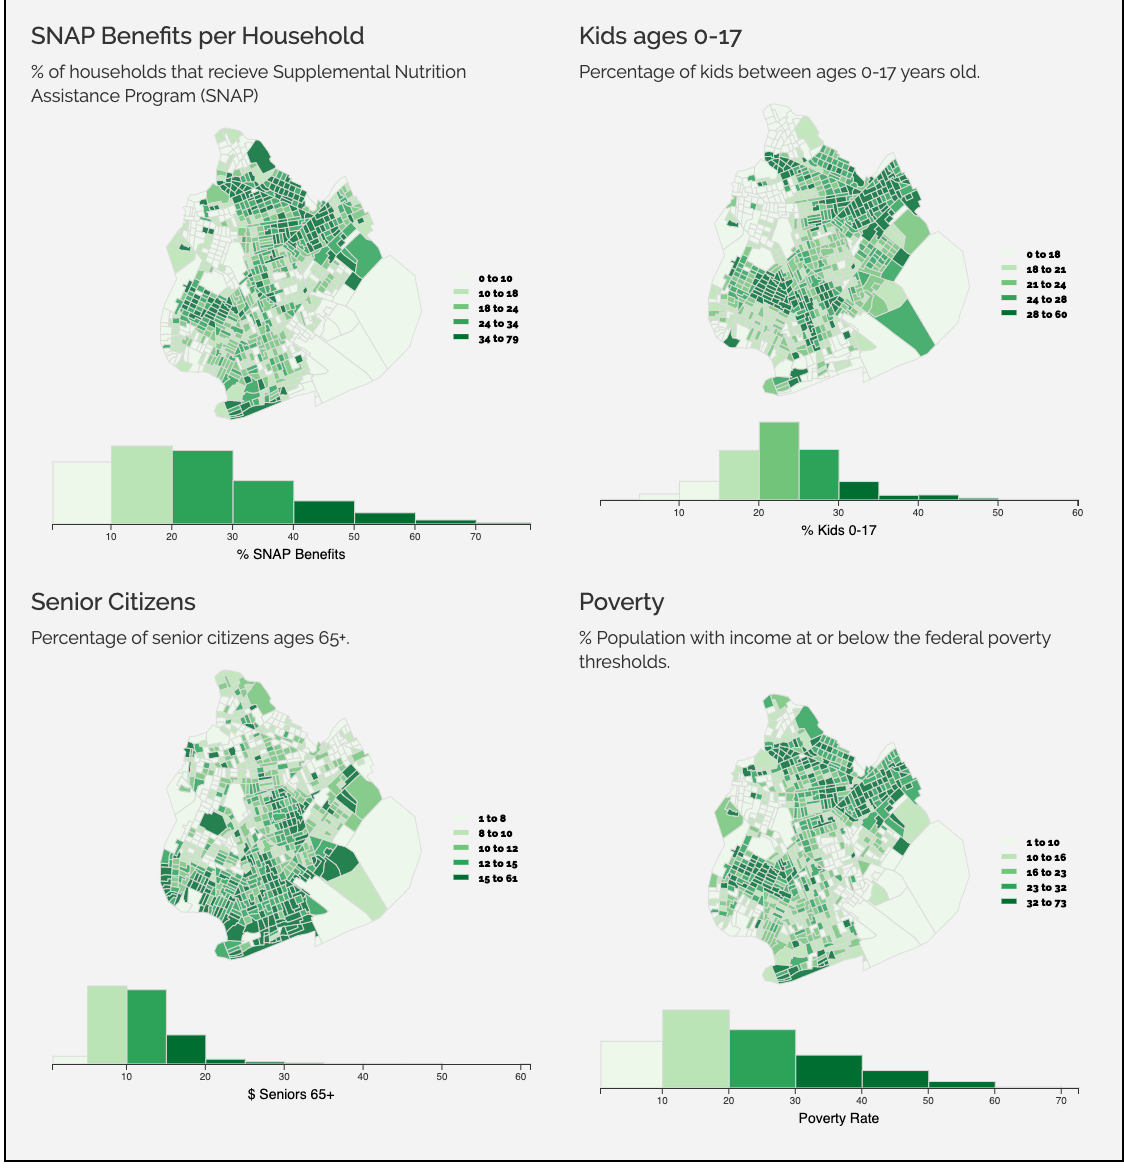 SNAP Benefits per Household
% of households that recieve Supplemental Nutrition
Assistance Program (SNAP)
0 to 10
10 to 18
18 to 24
24 to 34
34 to 79
10 20 30 40 50 60 70
% SNAP Benefits
Kids ages 0-17
Percentage of kids between ages 0-17 years old.
0 to 18
18 to 21
21 to 24
24 to 28
28 to 60
10 20 30 40 50 60
% Kids 0-17
Senior Citizens
Percentage of senior citizens ages 65+.
1 to 8
8 to 10
10 to 12
12 to 15
15 to 61
10 20 30 40 50 60
$ Seniors 65+
Poverty
% Population with income at or below the federal poverty
thresholds.
1 to 10
10 to 16
16 to 23
23 to 32
32 to 73
10 20 30 40 50 60 70
Poverty Rate